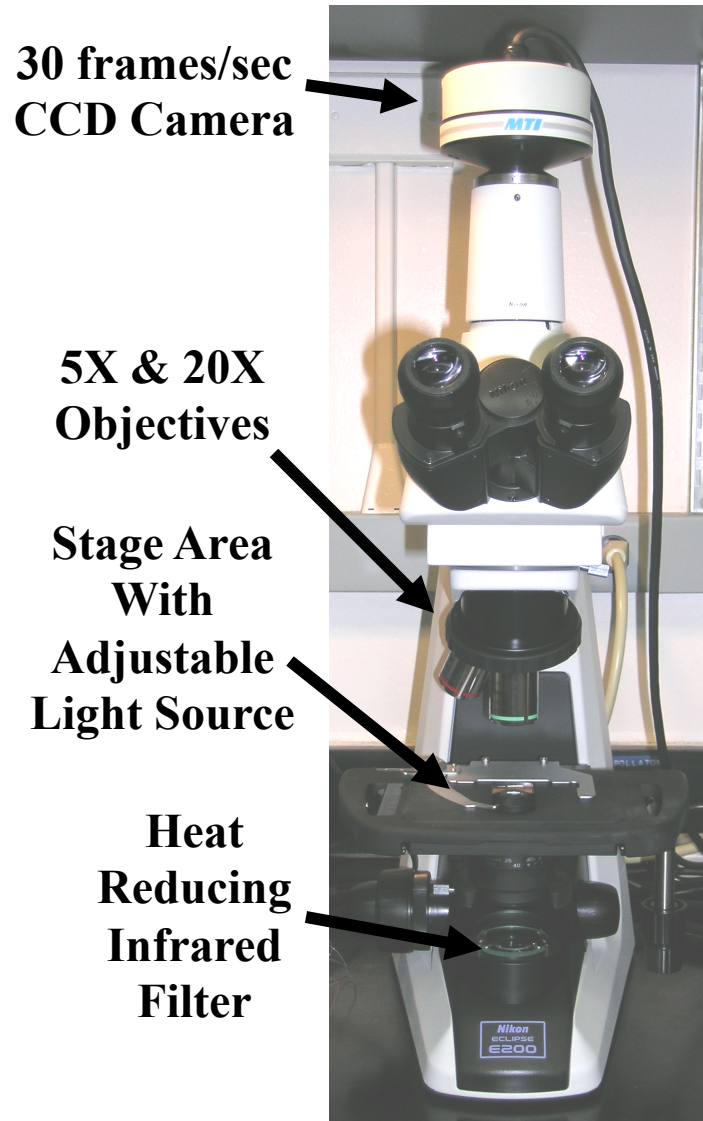 30 frames/sec
CCD Camera
MTI
Nikon
5X & 20X
Objectives
Stage Area
With
Adjustable
Light Source
Heat
Reducing
Infrared
Filter
Nikon
ECLIPSE
E200